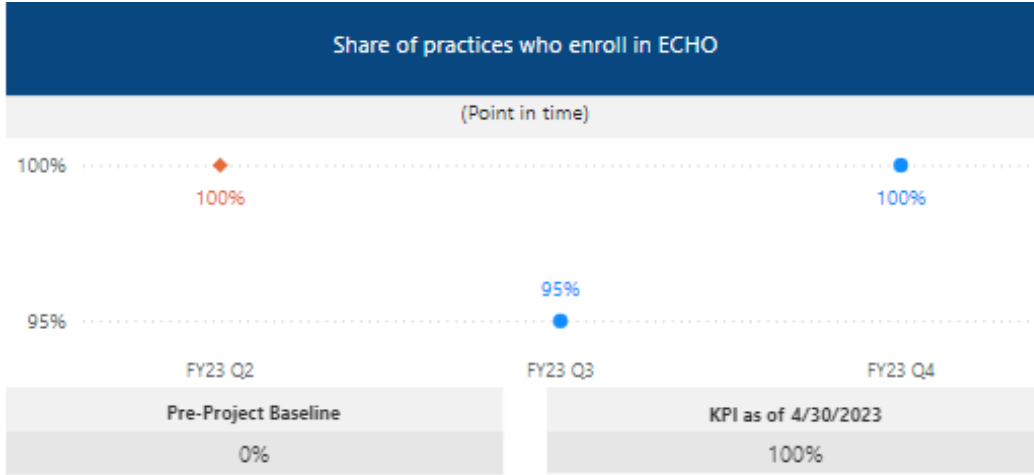 Share of practices who enroll in ECHO
(Point in time)
100%
100%
100%
95%
95%
FY23 Q2 FY23 Q3 FY23 Q4
Pre-Project Baseline KPI as of 4/30/2023
0% 100%